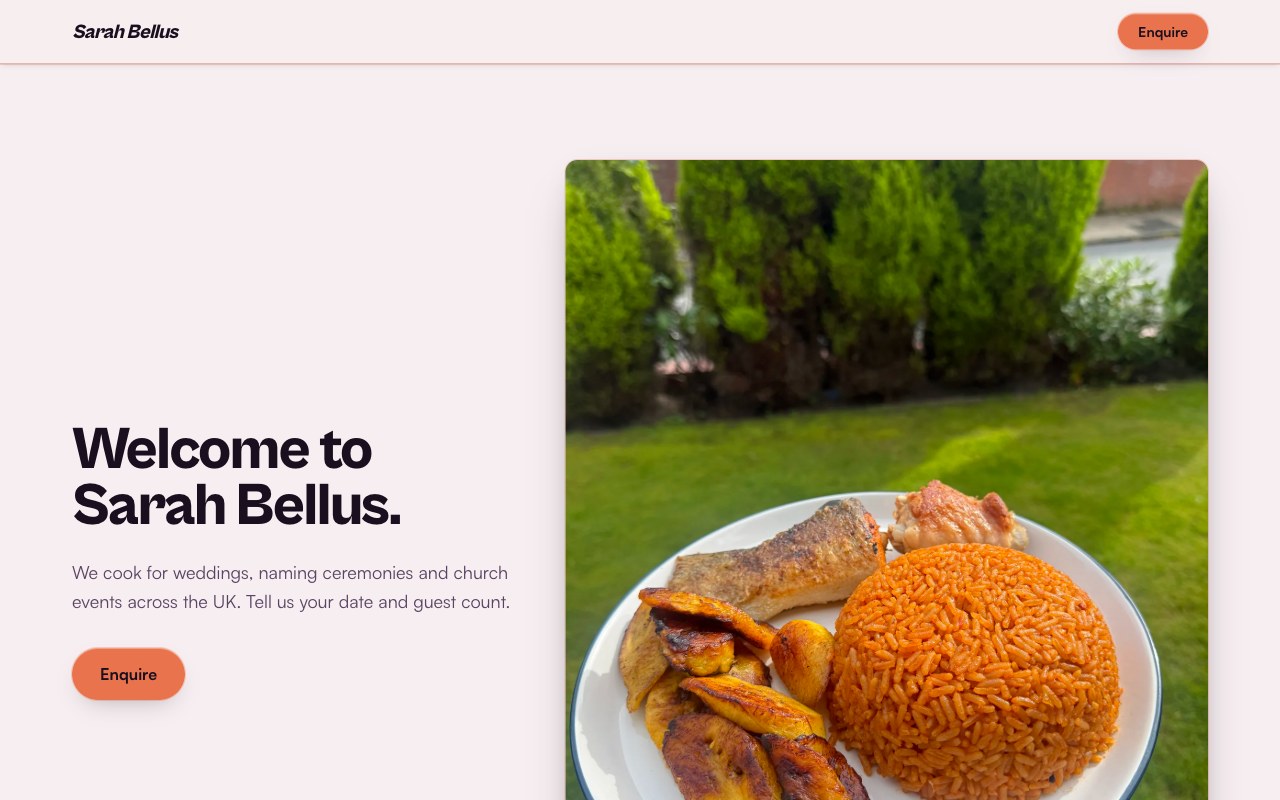 Sarah Bellus
Enquire
Welcome to
Sarah Bellus.
We cook for weddings, naming ceremonies and church
events across the UK. Tell us your date and guest count.
Enquire